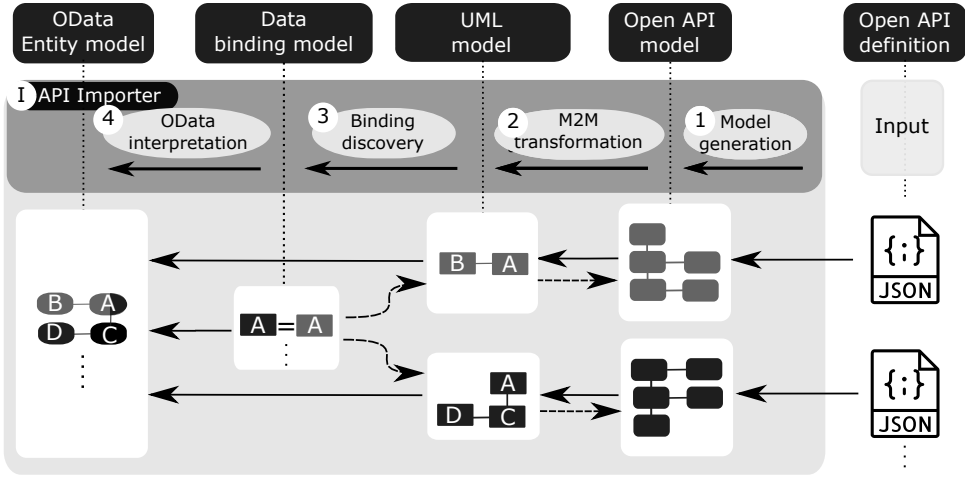 OData
Entity model
Data
binding model
UML
model
Open API
model
Open API
definition
I API Importer
4 OData
interpretation
3 Binding
discovery
2 M2M
transformation
1 Model
generation
Input
B A
D C
A = A
B A
A
D C
{;}
JSON
{;}
JSON